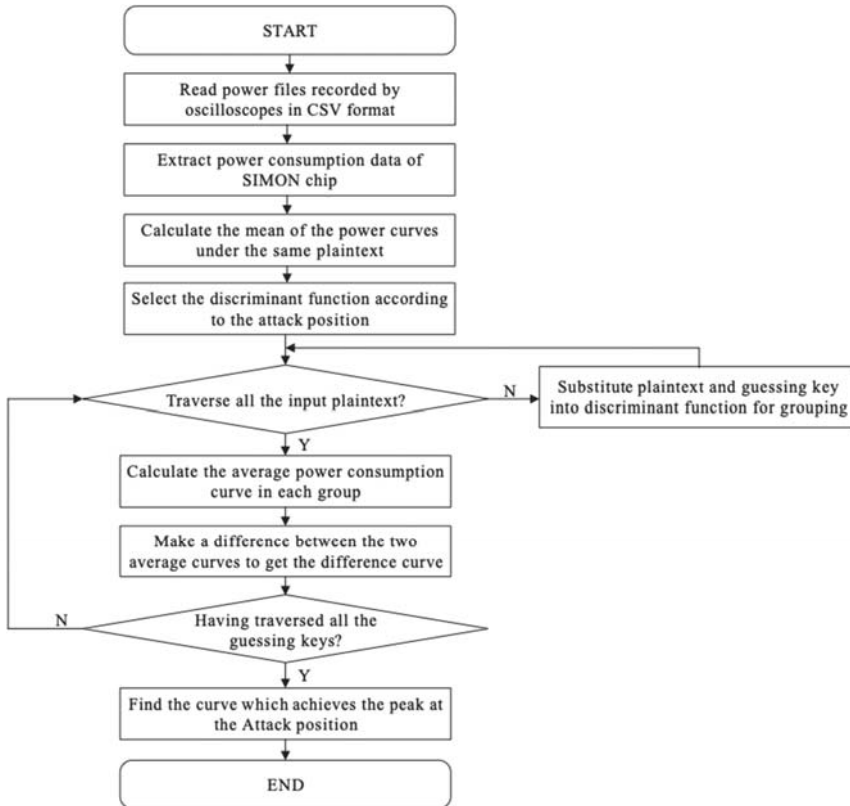 START
Read power files recorded by
oscilloscopes in CSV format
Extract power consumption data of
SIMON chip
Calculate the mean of the power curves
under the same plaintext
Select the discriminant function according
to the attack position
Traverse all the input plaintext?
N
Substitute plaintext and guessing key
into discriminant function for grouping
Y
Calculate the average power consumption
curve in each group
Make a difference between the two
average curves to get the difference curve
N
Having traversed all the
guessing keys?
Y
Find the curve which achieves the peak at
the Attack position
END